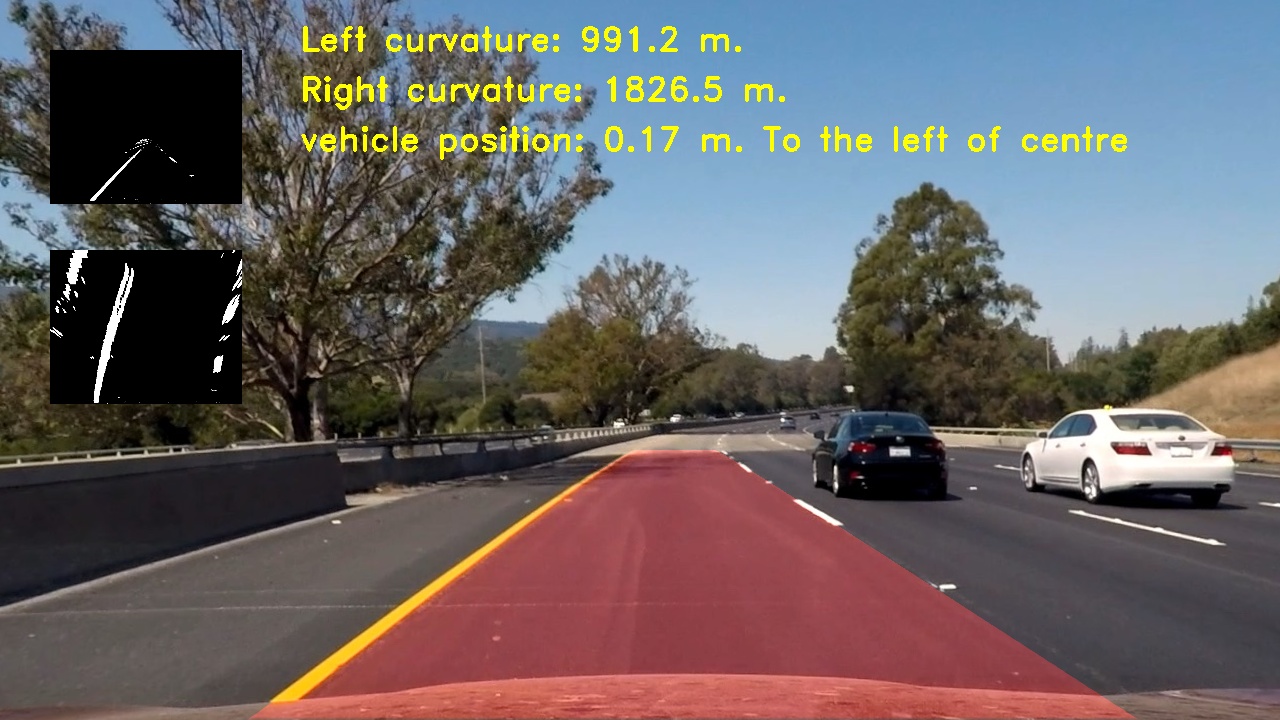 Left curvature: 991.2 m.
Right curvature: 1826.5 m.
vehicle position: 0.17 m. To the left of centre